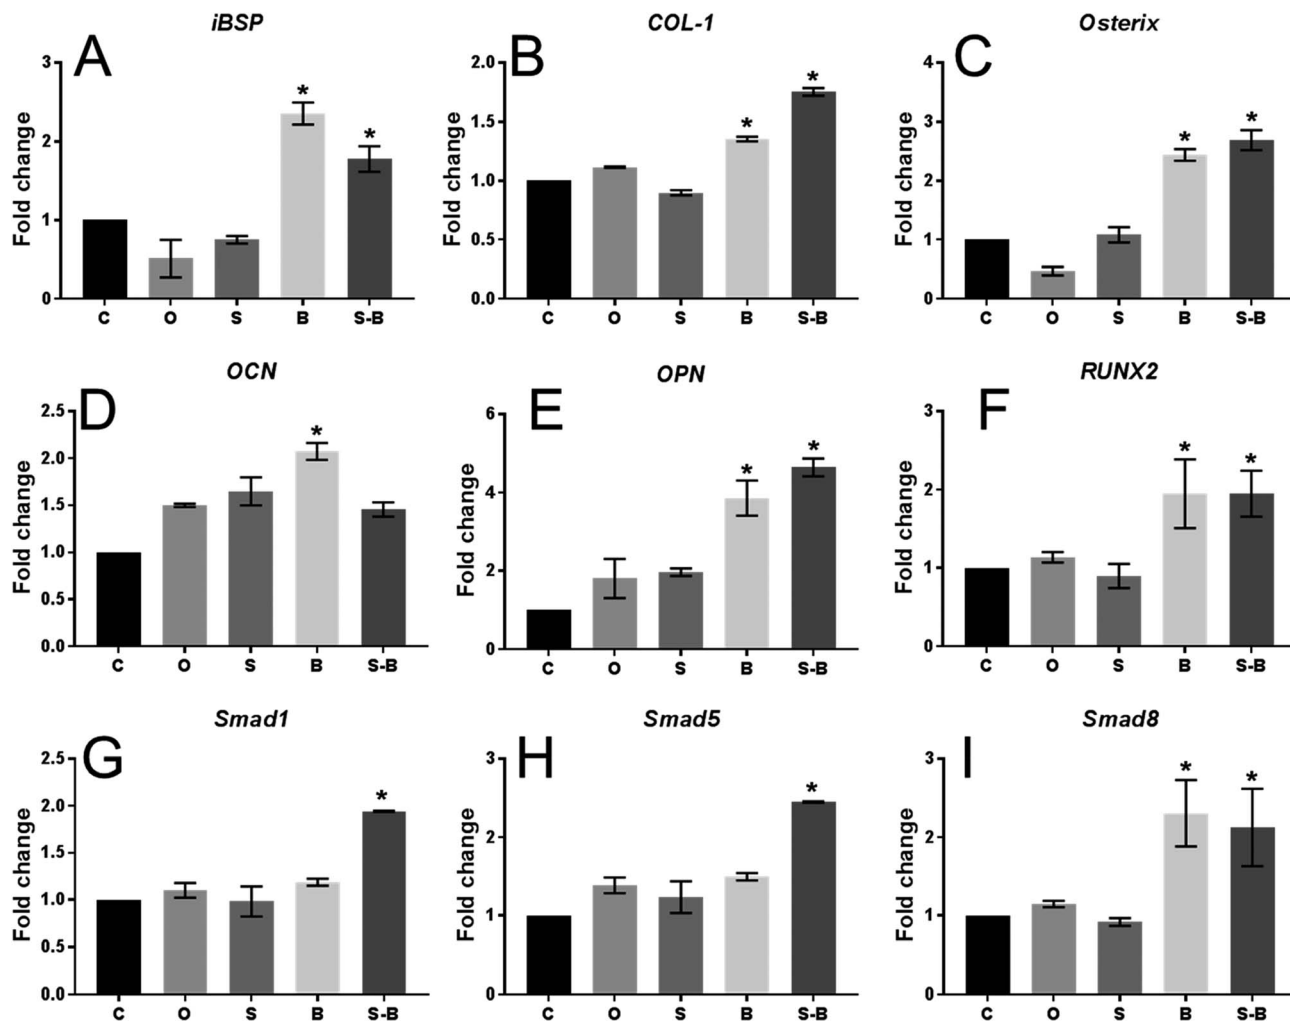 iBSP
A
Fold change
3
2
1
0
*
*
C O S B S-B
COL-1
B
Fold change
2.0
1.5
1.0
0.5
0.0
*
*
C O S B S-B
Osterix
C
Fold change
4
3
2
1
0
*
*
C O S B S-B
OCN
D
Fold change
2.5
2.0
1.5
1.0
0.5
0.0
*
C O S B S-B
OPN
E
Fold change
6
4
2
0
*
*
C O S B S-B
RUNX2
F
Fold change
3
2
1
0
*
*
C O S B S-B
Smad1
G
Fold change
2.5
2.0
1.5
1.0
0.5
0.0
*
C O S B S-B
Smad5
H
Fold change
3
2
1
0
*
C O S B S-B
Smad8
I
Fold change
3
2
1
0
*
*
C O S B S-B